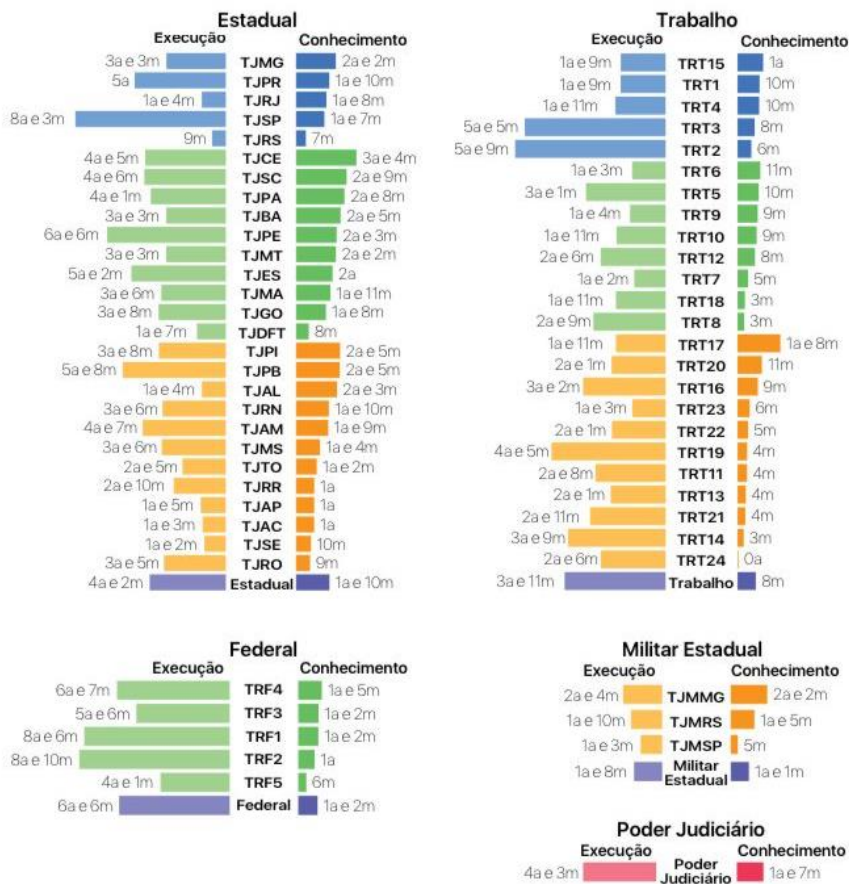 Estadual
Execução Conhecimento
3a e 3m TJMG 2a e 2m
5a TJPR 1a e 10m
1a e 4m TJRJ 1a e 8m
8a e 3m TJSP 1a e 7m
9m TJRS 7m
4a e 5m TJCE 3a e 4m
4a e 6m TJSC 2a e 9m
4a e 1m TJPA 2a e 8m
3a e 3m TJBA 2a e 5m
6a e 6m TJPE 2a e 3m
3a e 3m TJMT 2a e 2m
5a e 2m TJES 2a
3a e 6m TJMA 1a e 11m
3a e 8m TJGO 1a e 8m
1a e 7m TJDFT 8m
3a e 8m TJPI 2a e 5m
5a e 8m TJPB 2a e 5m
1a e 4m TJAL 2a e 3m
3a e 6m TJRN 1a e 10m
4a e 7m TJAM 1a e 9m
3a e 6m TJMS 1a e 4m
2a e 5m TJTO 1a e 2m
2a e 10m TJRR 1a
1a e 5m TJAP 1a
1a e 3m TJAC 1a
1a e 2m TJSE 10m
3a e 5m TJRO 9m
4a e 2m Estadual 1a e 10m
Trabalho
Execução Conhecimento
1a e 9m TRT15 1a
1a e 9m TRT1 10m
1a e 11m TRT4 10m
5a e 5m TRT3 8m
5a e 9m TRT2 6m
1a e 3m TRT6 11m
3a e 1m TRT5 10m
1a e 4m TRT9 9m
1a e 11m TRT10 9m
2a e 6m TRT12 8m
1a e 2m TRT7 5m
1a e 11m TRT18 3m
2a e 9m TRT8 3m
1a e 11m TRT17 1a e 8m
2a e 1m TRT20 11m
3a e 2m TRT16 9m
1a e 3m TRT23 6m
2a e 1m TRT22 5m
4a e 5m TRT19 4m
2a e 8m TRT11 4m
2a e 1m TRT13 4m
2a e 11m TRT21 4m
3a e 9m TRT14 3m
2a e 6m TRT24 0a
3a e 11m Trabalho 8m
Federal
Execução Conhecimento
6a e 7m TRF4 1a e 5m
5a e 6m TRF3 1a e 2m
8a e 6m TRF1 1a e 2m
8a e 10m TRF2 1a
4a e 1m TRF5 6m
6a e 6m Federal 1a e 2m
Militar Estadual
Execução Conhecimento
2a e 4m TJMMG 2a e 2m
1a e 10m TJMRS 1a e 5m
1a e 3m TJMSP 5m
1a e 8m Militar 1a e 1m
Estadual
Poder Judiciário
Execução Conhecimento
4a e 3m Poder 1a e 7m
Judiciário